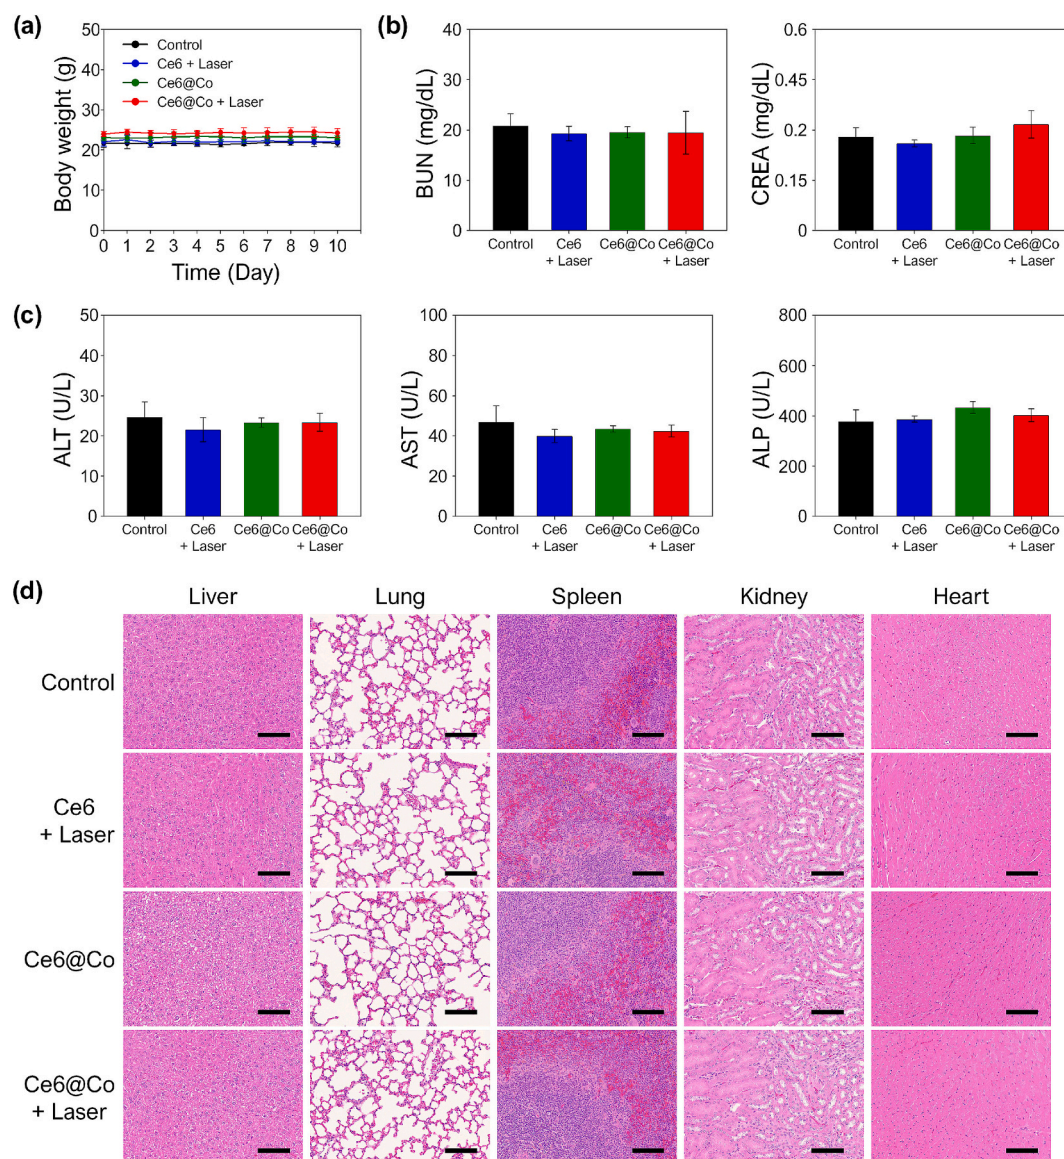 (a)
50
40
30
20
10
0
Body weight (g)
Control
Ce6 + Laser
Ce6@Co
Ce6@Co + Laser
0 1 2 3 4 5 6 7 8 9 10
Time (Day)
(b)
40
30
20
10
0
BUN (mg/dL)
Control
Ce6
+ Laser
Ce6@Co
Ce6@Co
+ Laser
0.6
0.45
0.2
0.15
0
CREA (mg/dL)
Control
Ce6
+ Laser
Ce6@Co
Ce6@Co
+ Laser
(c)
50
40
30
20
10
0
ALT (U/L)
Control
Ce6
+ Laser
Ce6@Co
Ce6@Co
+ Laser
100
80
60
40
20
0
AST (U/L)
Control
Ce6
+ Laser
Ce6@Co
Ce6@Co
+ Laser
800
600
400
200
0
ALP (U/L)
Control
Ce6
+ Laser
Ce6@Co
Ce6@Co
+ Laser
(d)
Liver Lung Spleen Kidney Heart
Control
Ce6
+ Laser
Ce6@Co
Ce6@Co
+ Laser